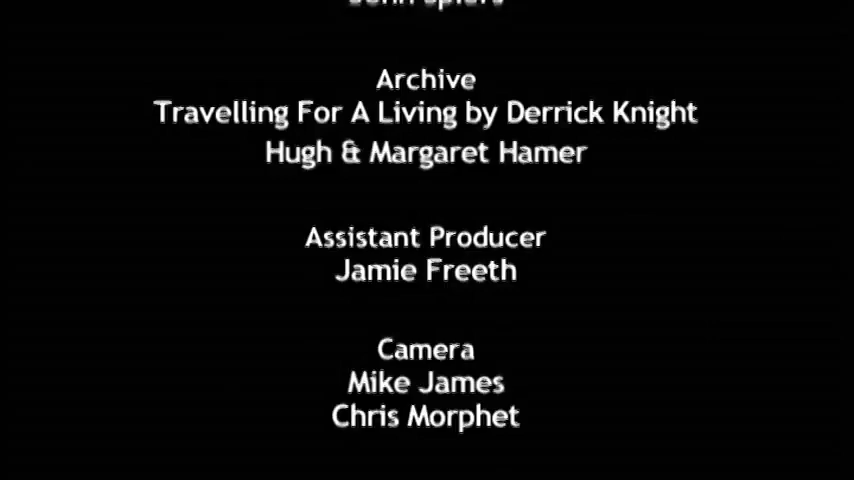 Archive
Travelling For A Living by Derrick Knight
Hugh & Margaret Hamer
Assistant Producer
Jamie Freeth
Camera
Mike James
Chris Morphet